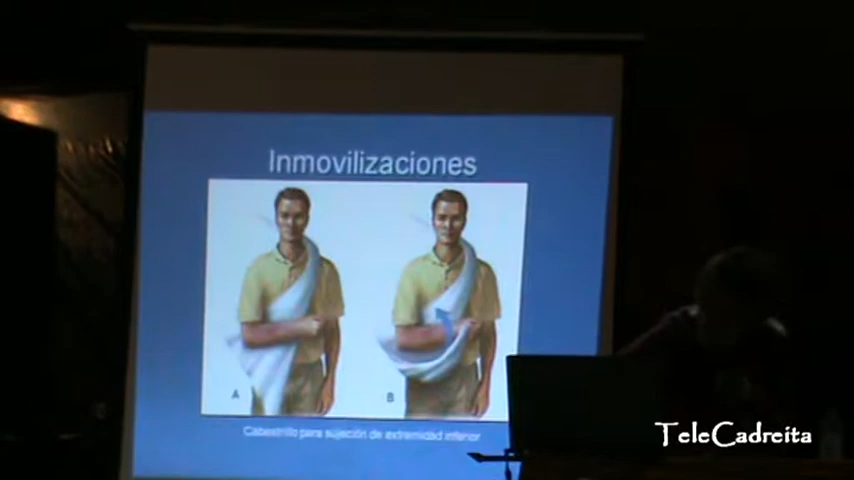 Inmovilizaciones
A
B
Cabestrillo para sujeción de extremidad inferior
TeleCadreita